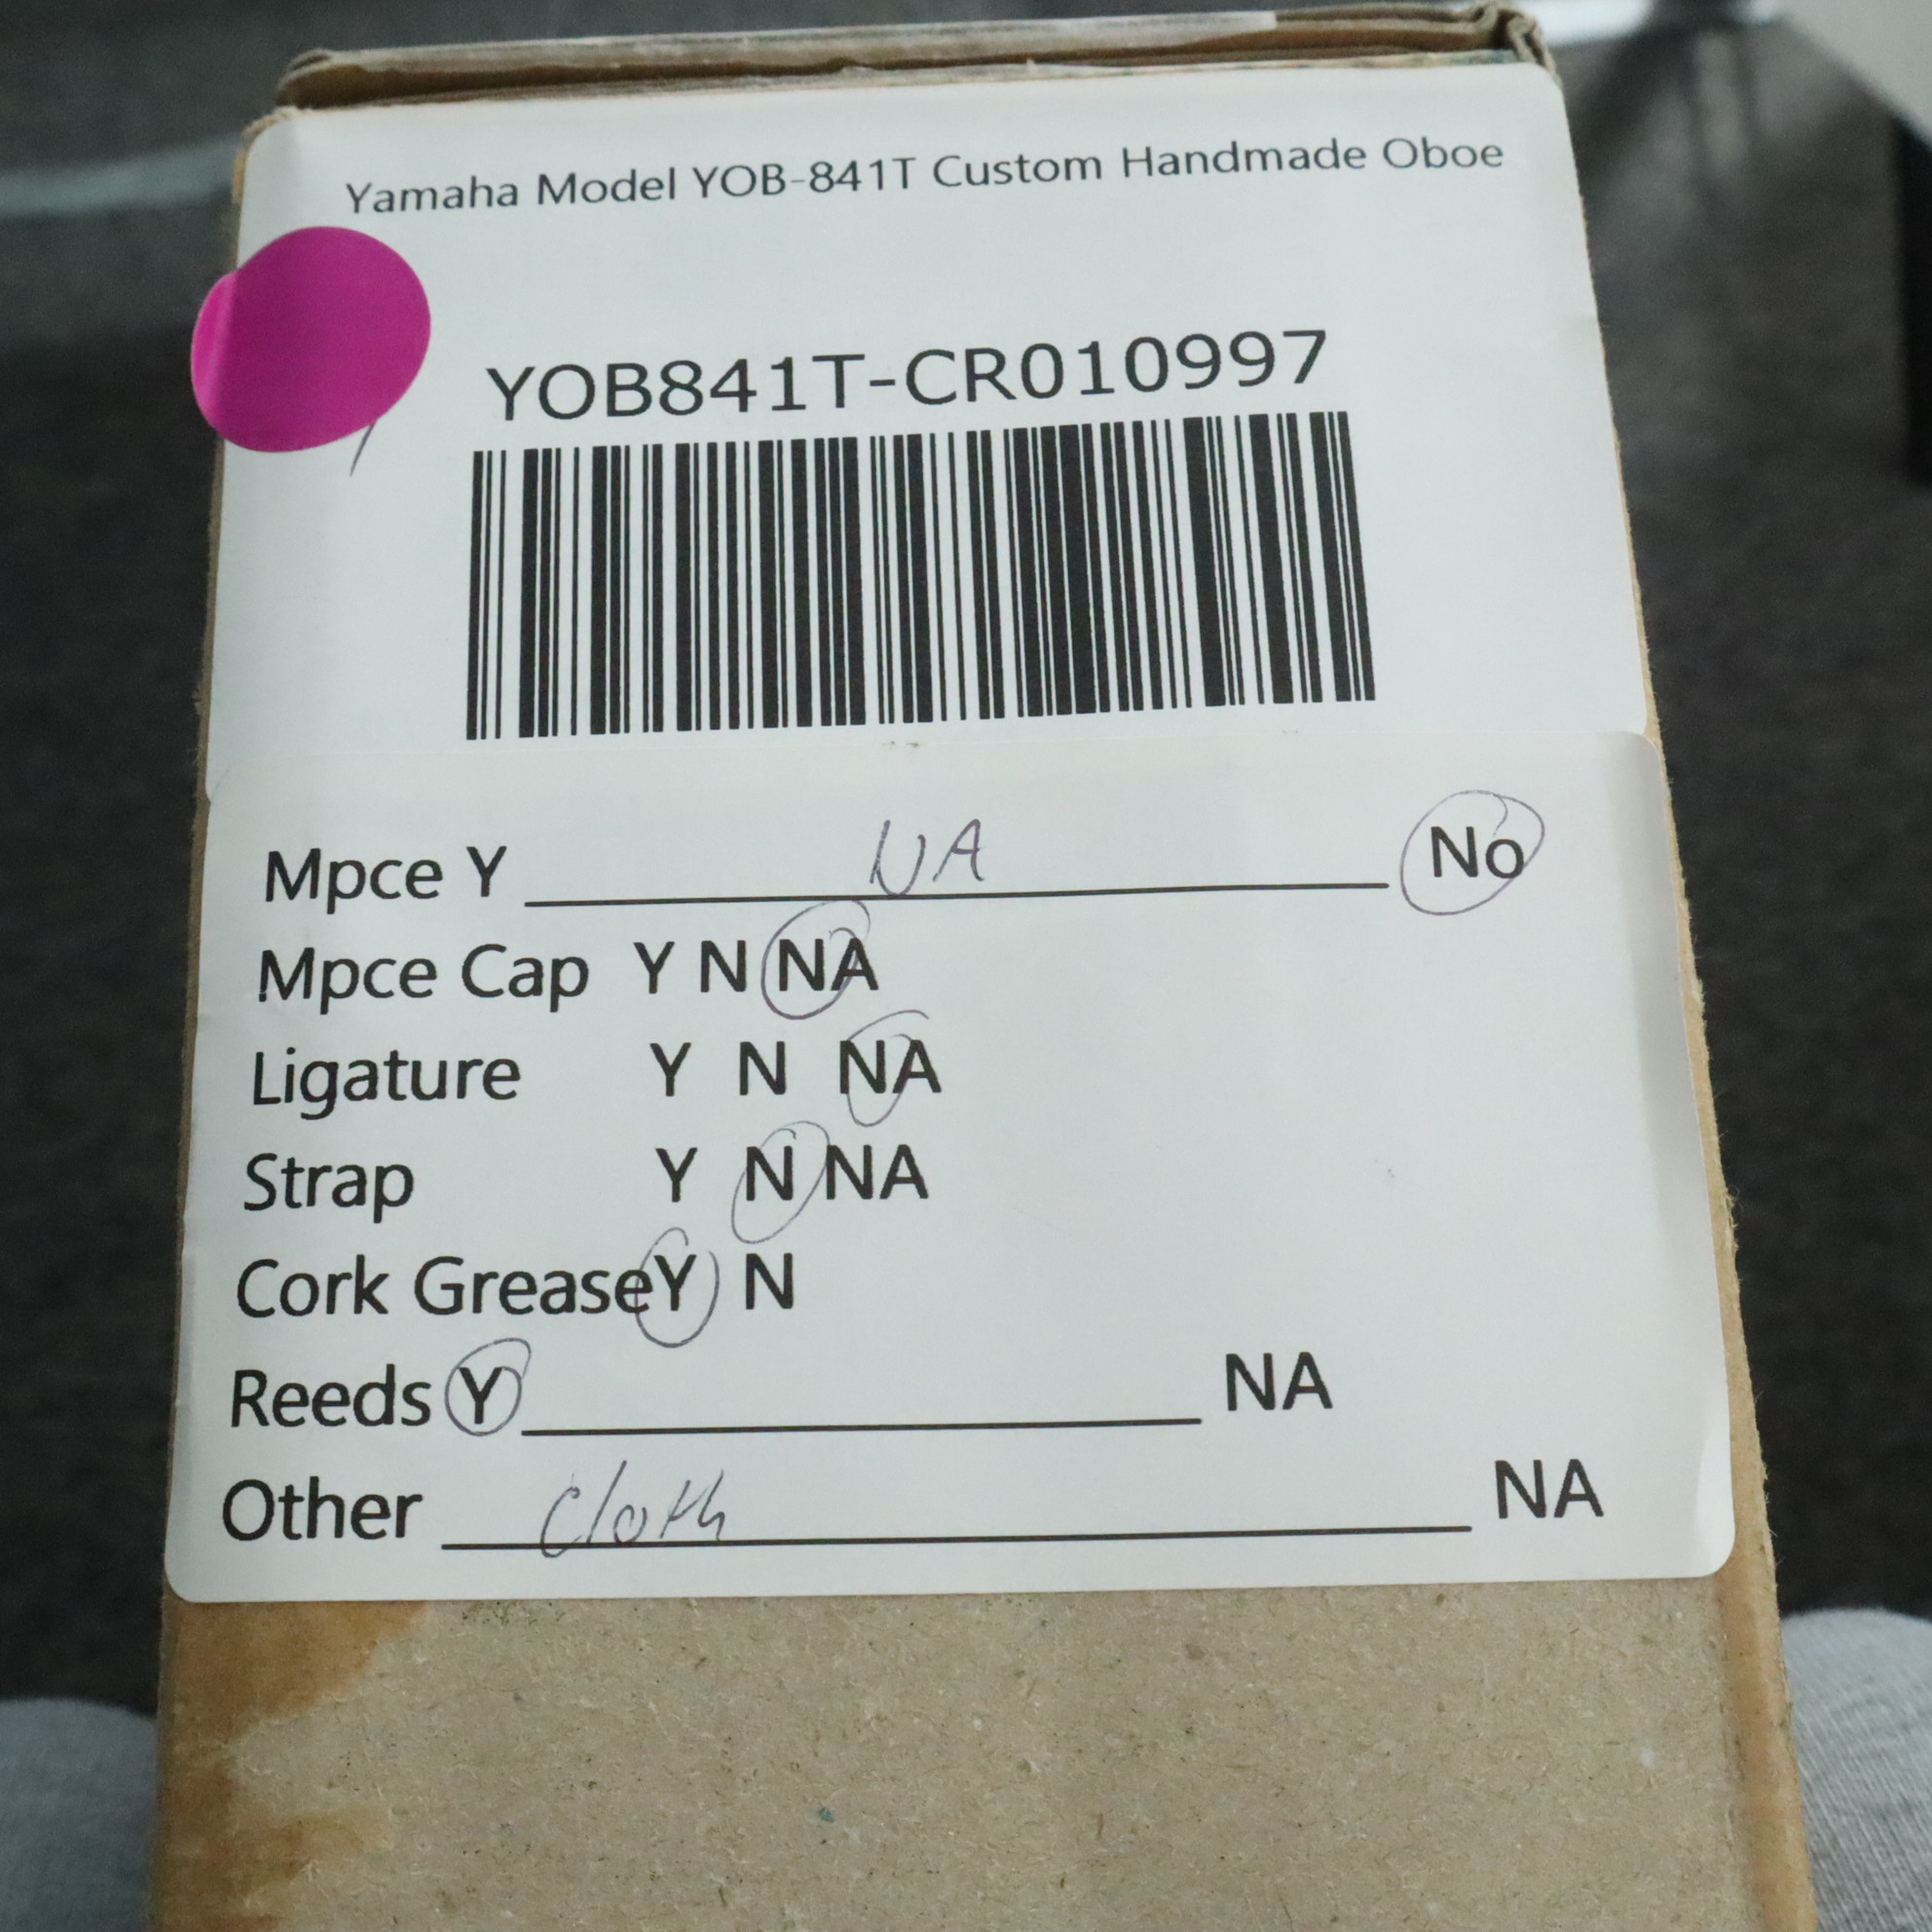 Yamaha Model YOB-841T Custom Handmade Oboe
YOB841T-CR010997
Mpce Y NA No
Mpce Cap Y N NA
Ligature Y N NA
Strap Y N NA
Cork Grease Y N
Reeds Y NA
Other Cloth NA